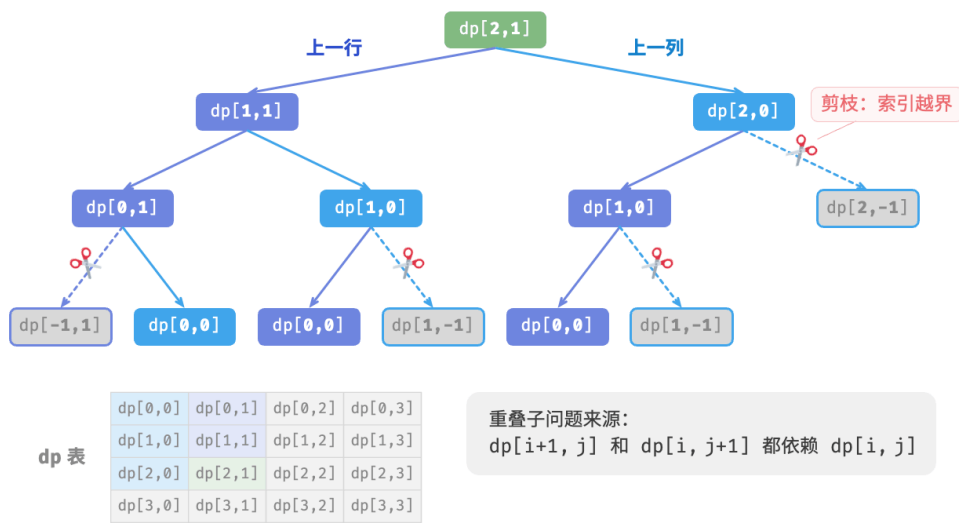 dp[2,1]
上一行
上一列
dp[1,1]
dp[2,0]
剪枝：索引越界
dp[0,1]
dp[1,0]
dp[1,0]
dp[2,-1]
dp[-1,1]
dp[0,0]
dp[0,0]
dp[1,-1]
dp[0,0]
dp[1,-1]
dp 表
dp[0,0] dp[0,1] dp[0,2] dp[0,3]
dp[1,0] dp[1,1] dp[1,2] dp[1,3]
dp[2,0] dp[2,1] dp[2,2] dp[2,3]
dp[3,0] dp[3,1] dp[3,2] dp[3,3]
重叠子问题来源：
dp[i+1,j] 和 dp[i,j+1] 都依赖 dp[i,j]